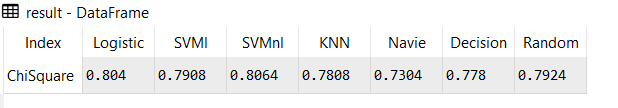 result - DataFrame
Index Logistic SVMl SVMnl KNN Navie Decision Random
ChiSquare 0.804 0.7908 0.8064 0.7808 0.7304 0.778 0.7924